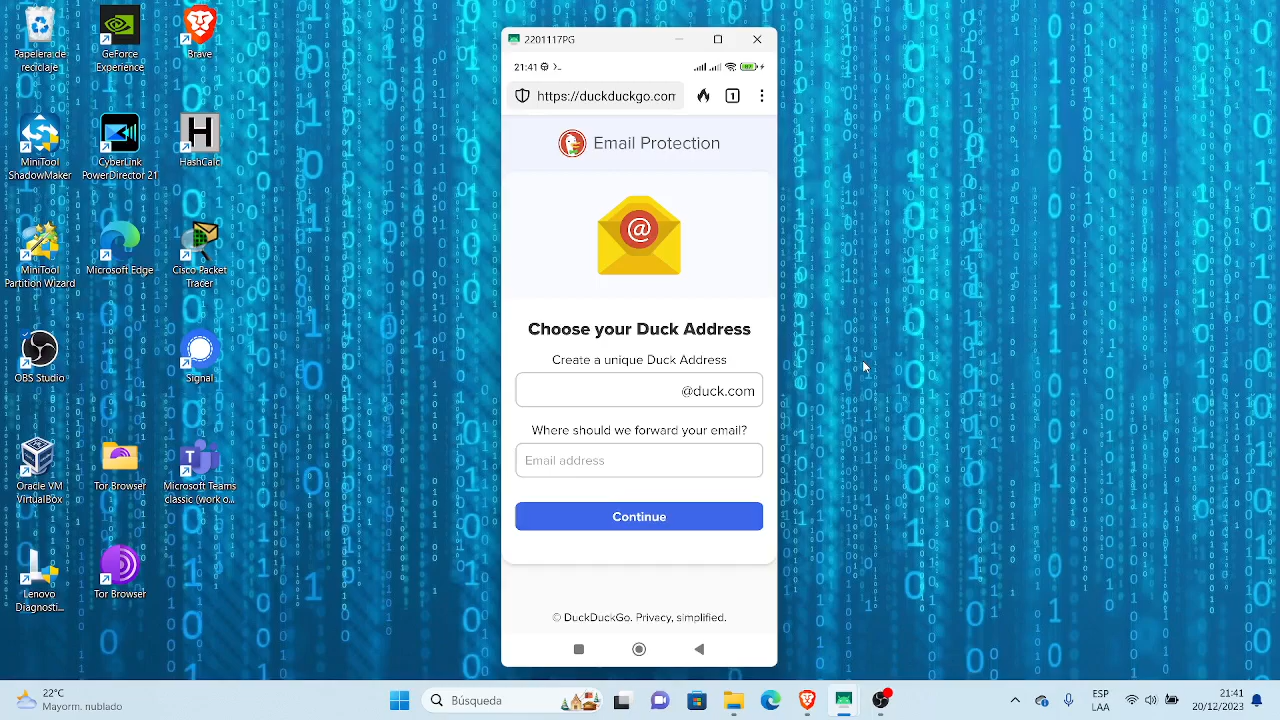 Papelera de
reciclaje
GeForce
Experience
Brave
MiniTool
ShadowMaker
CyberLink
PowerDirector 21
HashCalc
MiniTool
Partition Wizard
Microsoft Edge
Cisco Packet
Tracer
OBS Studio
Signal
Oracle VM
VirtualBox
Tor Browser
Microsoft Teams
classic (work o...
Lenovo
Diagnosti...
Tor Browser
2201117PG
21:41
87
https://duckduckgo.com
1
Email Protection
@
Choose your Duck Address
Create a unique Duck Address
@duck.com
Where should we forward your email?
Email address
Continue
© DuckDuckGo. Privacy, simplified.
22°C
Mayorm. nubado
Búsqueda
ESP
LAA
21:41
20/12/2023